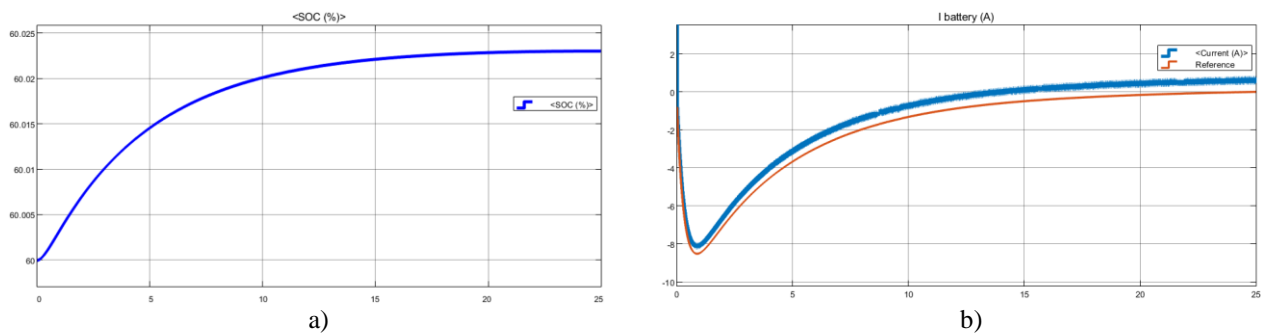 <SOC (%)>
60.025
60.02
60.015
60.01
60.005
60
0 5 10 15 20 25
<SOC (%)>
a)
I battery (A)
2
0
-2
-4
-6
-8
-10
0 5 10 15 20 25
<Current (A)>
Reference
b)